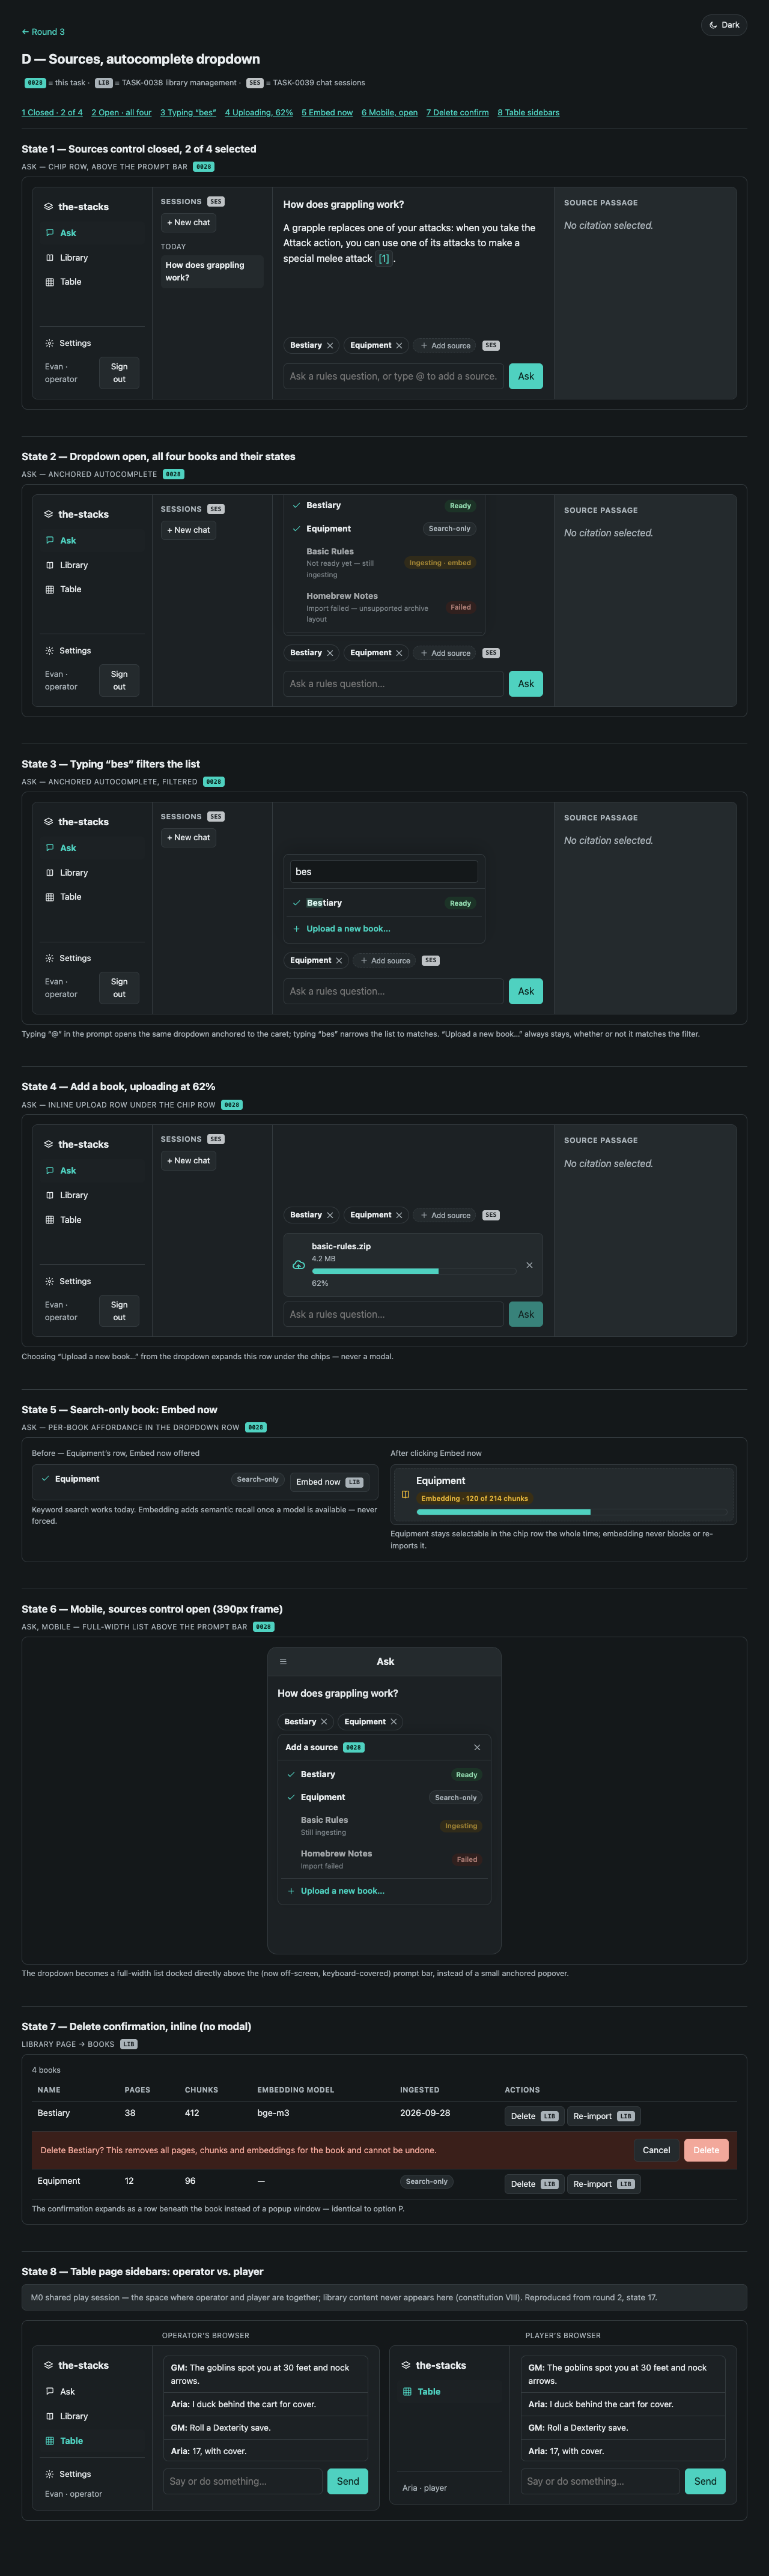 ← Round 3
Dark
D — Sources, autocomplete dropdown
0028 = this task · LIB = TASK-0038 library management · SES = TASK-0039 chat sessions
1 Closed · 2 of 4
2 Open · all four
3 Typing "bes"
4 Uploading, 62%
5 Embed now
6 Mobile, open
7 Delete confirm
8 Table sidebars
State 1 — Sources control closed, 2 of 4 selected
ASK — CHIP ROW, ABOVE THE PROMPT BAR 0028
the-stacks
Ask
Library
Table
Settings
Evan ·
operator
Sign
out
SESSIONS SES
+ New chat
TODAY
How does grappling
work?
How does grappling work?
A grapple replaces one of your attacks: when you take the
Attack action, you can use one of its attacks to make a
special melee attack [1].
Bestiary
Equipment
Add source
SES
Ask a rules question, or type @ to add a source.
Ask
SOURCE PASSAGE
No citation selected.
State 2 — Dropdown open, all four books and their states
ASK — ANCHORED AUTOCOMPLETE 0028
the-stacks
Ask
Library
Table
Settings
Evan ·
operator
Sign
out
SESSIONS SES
+ New chat
Bestiary
Ready
Equipment
Search-only
Basic Rules
Not ready yet — still
ingesting
Ingesting · embed
Homebrew Notes
Import failed — unsupported archive
layout
Failed
Bestiary
Equipment
Add source
SES
Ask a rules question...
Ask
SOURCE PASSAGE
No citation selected.
State 3 — Typing "bes" filters the list
ASK — ANCHORED AUTOCOMPLETE, FILTERED 0028
the-stacks
Ask
Library
Table
Settings
Evan ·
operator
Sign
out
SESSIONS SES
+ New chat
bes
Bestiary
Ready
Upload a new book...
Equipment
Add source
SES
Ask a rules question...
Ask
SOURCE PASSAGE
No citation selected.
Typing "@" in the prompt opens the same dropdown anchored to the caret; typing "bes" narrows the list to matches. "Upload a new book..." always stays, whether or not it matches the filter.
State 4 — Add a book, uploading at 62%
ASK — INLINE UPLOAD ROW UNDER THE CHIP ROW 0028
the-stacks
Ask
Library
Table
Settings
Evan ·
operator
Sign
out
SESSIONS SES
+ New chat
Bestiary
Equipment
Add source
SES
basic-rules.zip
4.2 MB
62%
Ask a rules question...
Ask
SOURCE PASSAGE
No citation selected.
Choosing "Upload a new book..." from the dropdown expands this row under the chips — never a modal.
State 5 — Search-only book: Embed now
ASK — PER-BOOK AFFORDANCE IN THE DROPDOWN ROW 0028
Before — Equipment's row, Embed now offered
Equipment
Search-only
Embed now LIB
Keyword search works today. Embedding adds semantic recall once a model is available — never
forced.
After clicking Embed now
Equipment
Embedding · 120 of 214 chunks
Equipment stays selectable in the chip row the whole time; embedding never blocks or re-
imports it.
State 6 — Mobile, sources control open (390px frame)
ASK, MOBILE — FULL-WIDTH LIST ABOVE THE PROMPT BAR 0028
Ask
How does grappling work?
Bestiary
Equipment
Add a source 0028
Bestiary
Ready
Equipment
Search-only
Basic Rules
Still ingesting
Ingesting
Homebrew Notes
Import failed
Failed
Upload a new book...
The dropdown becomes a full-width list docked directly above the (now off-screen, keyboard-covered) prompt bar, instead of a small anchored popover.
State 7 — Delete confirmation, inline (no modal)
LIBRARY PAGE → BOOKS LIB
4 books
NAME PAGES CHUNKS EMBEDDING MODEL INGESTED ACTIONS
Bestiary 38 412 bge-m3 2026-09-28 Delete LIB Re-import LIB
Delete Bestiary? This removes all pages, chunks and embeddings for the book and cannot be undone. Cancel Delete
Equipment 12 96 — Search-only Delete LIB Re-import LIB
The confirmation expands as a row beneath the book instead of a popup window — identical to option P.
State 8 — Table page sidebars: operator vs. player
M0 shared play session — the space where operator and player are together; library content never appears here (constitution VIII). Reproduced from round 2, state 17.
OPERATOR'S BROWSER
the-stacks
Ask
Library
Table
Settings
Evan · operator
GM: The goblins spot you at 30 feet and nock
arrows.
Aria: I duck behind the cart for cover.
GM: Roll a Dexterity save.
Aria: 17, with cover.
Say or do something...
Send
PLAYER'S BROWSER
the-stacks
Table
Aria · player
GM: The goblins spot you at 30 feet and nock
arrows.
Aria: I duck behind the cart for cover.
GM: Roll a Dexterity save.
Aria: 17, with cover.
Say or do something...
Send